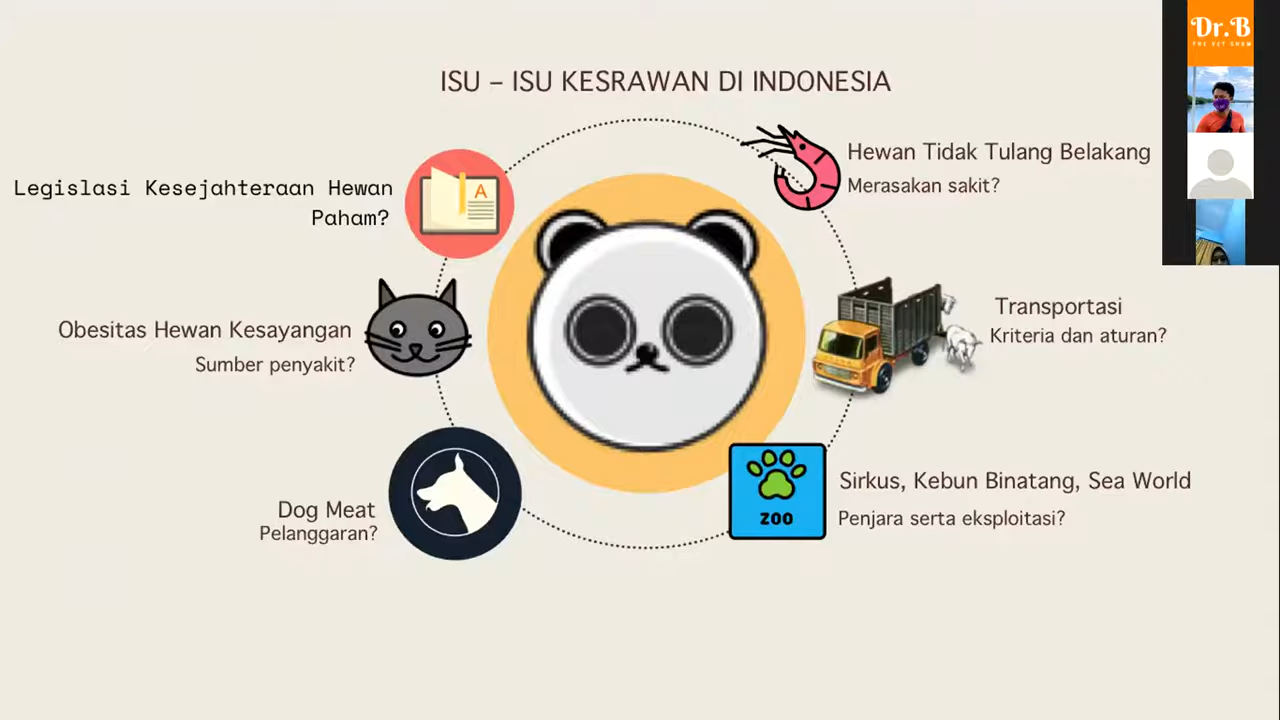 ISU – ISU KESRAWAN DI INDONESIA
Legislasi Kesejahteraan Hewan
Paham?
A
Obesitas Hewan Kesayangan
Sumber penyakit?
Dog Meat
Pelanggaran?
Hewan Tidak Tulang Belakang
Merasakan sakit?
Transportasi
Kriteria dan aturan?
ZOO
Sirkus, Kebun Binatang, Sea World
Penjara serta eksploitasi?
Dr.B
THE PET SHOW